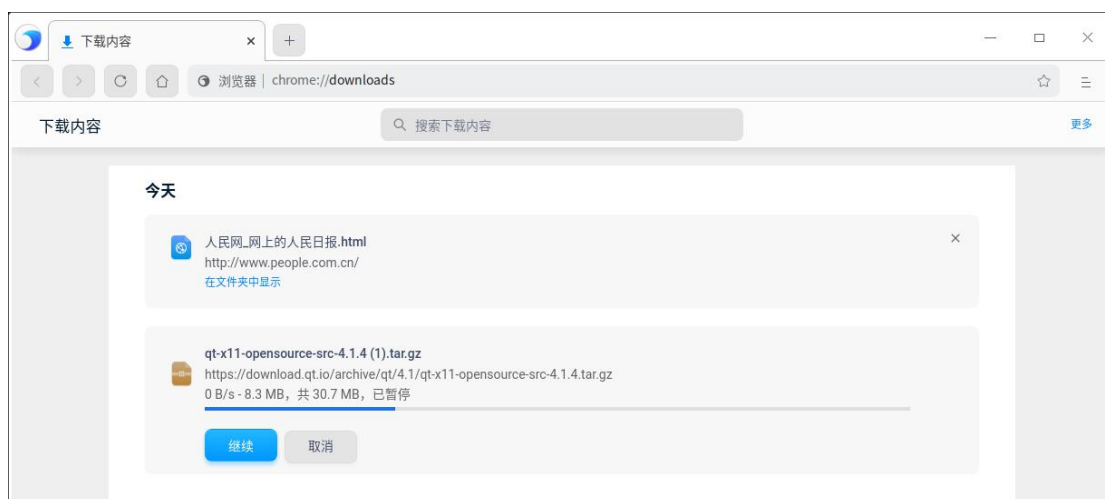 下载内容
浏览器 | chrome://downloads
下载内容
搜索下载内容
更多
今天
人民网_网上的人民日报.html
http://www.people.com.cn/
在文件夹中显示
qt-x11-opensource-src-4.1.4 (1).tar.gz
https://download.qt.io/archive/qt/4.1/qt-x11-opensource-src-4.1.4.tar.gz
0 B/s - 8.3 MB，共 30.7 MB，已暂停
继续
取消